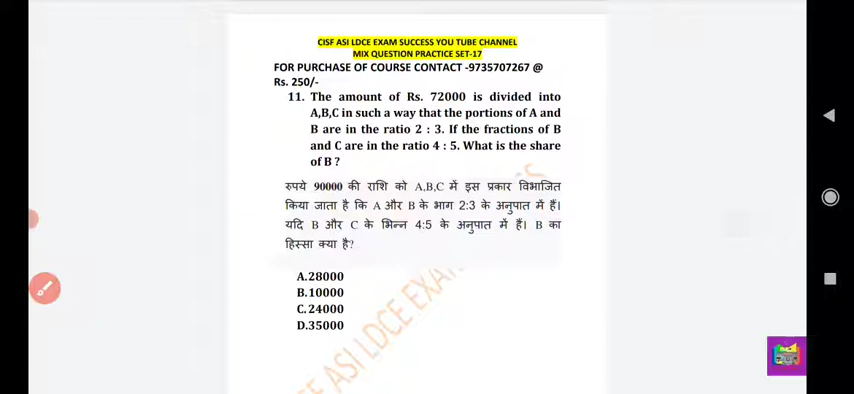 CISF ASI LDCE EXAM SUCCESS YOU TUBE CHANNEL
MIX QUESTION PRACTICE SET-17
FOR PURCHASE OF COURSE CONTACT -9735707267 @
Rs. 250/-
11. The amount of Rs. 72000 is divided into
A,B,C in such a way that the portions of A and
B are in the ratio 2 : 3. If the fractions of B
and C are in the ratio 4 : 5. What is the share
of B ?
रुपये 90000 की राशि को A,B,C में इस प्रकार विभाजित
किया जाता है कि A और B के भाग 2:3 के अनुपात में हैं।
यदि B और C के भिन्न 4:5 के अनुपात में हैं। B का
हिस्सा क्या है?
A.28000
B.10000
C.24000
D.35000
ASI LDCE EXAM